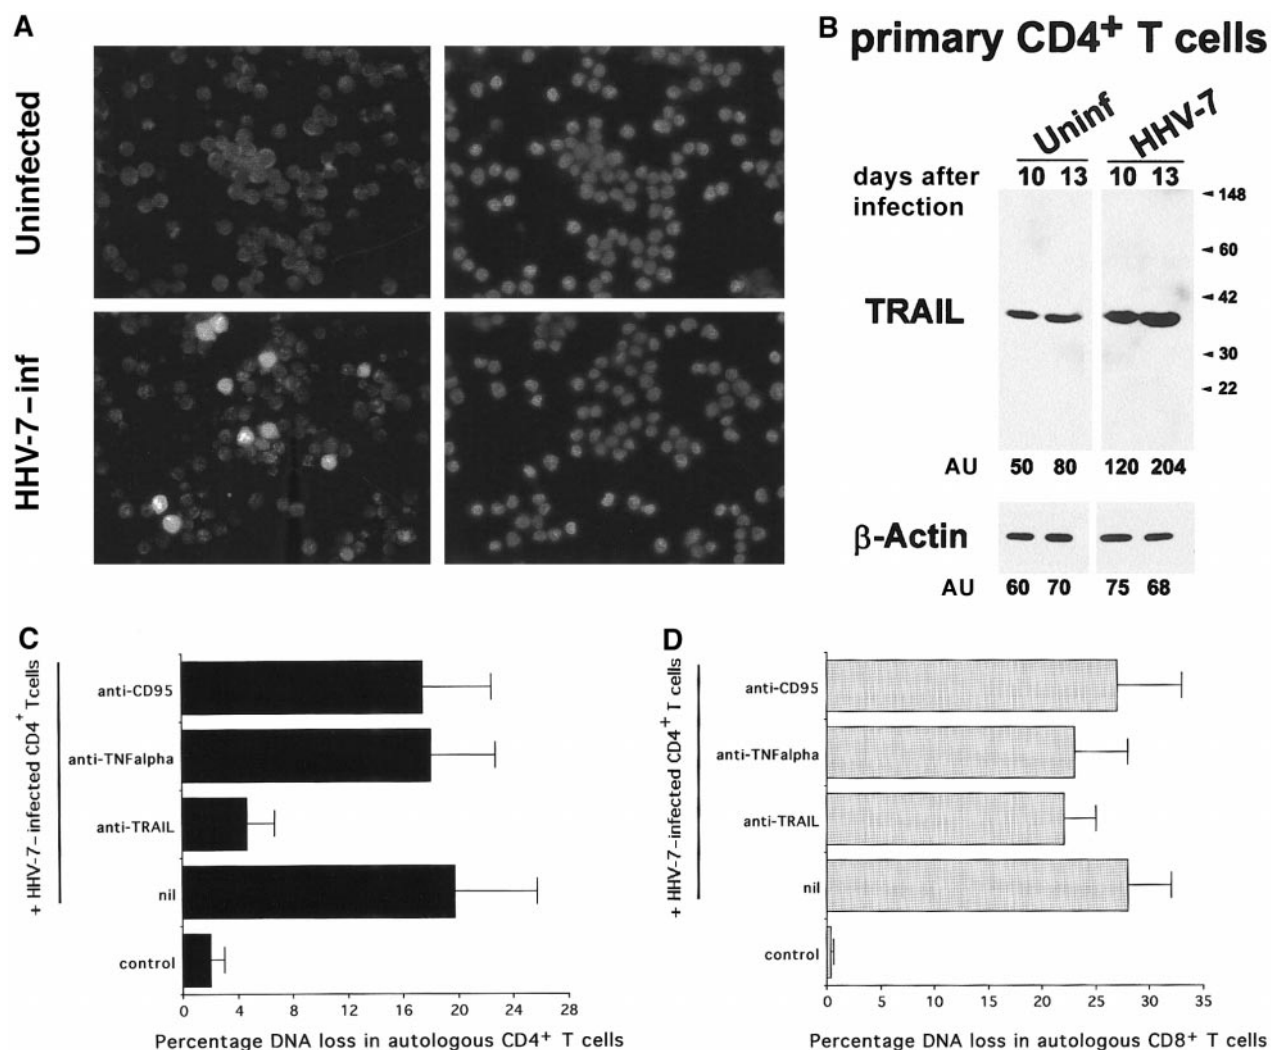 A
Uninfected
HHV-7-inf
B primary CD4+ T cells
Uninf HHV-7
days after infection
10 13 10 13
TRAIL
148
60
42
30
22
AU 50 80 120 204
β-Actin
AU 60 70 75 68
C
+ HHV-7-infected CD4+ T cells
anti-CD95
anti-TNFalpha
anti-TRAIL
nil
control
0 4 8 12 16 20 24 28
Percentage DNA loss in autologous CD4+ T cells
D
+ HHV-7-infected CD4+ T cells
anti-CD95
anti-TNFalpha
anti-TRAIL
nil
control
0 5 10 15 20 25 30 35
Percentage DNA loss in autologous CD8+ T cells